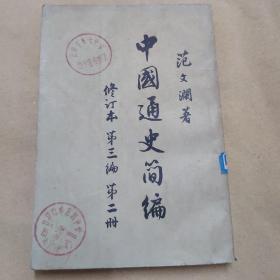 范文澜著
中國通史简编
修订本 第三编 第二册